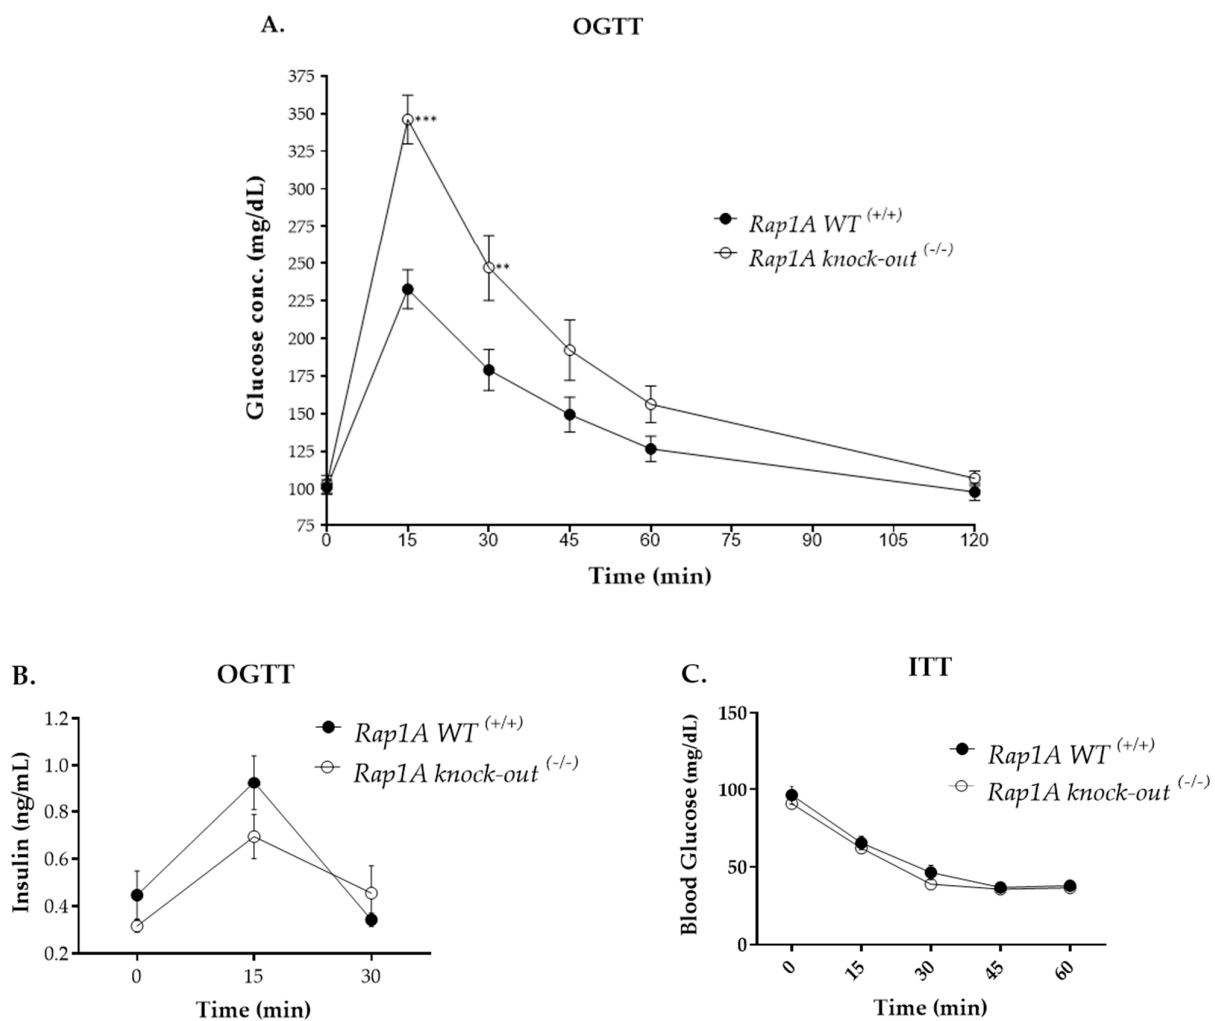 A.
OGTT
Glucose conc. (mg/dL)
375
350
325
300
275
250
225
200
175
150
125
100
75
***
**
Rap1A WT (+/+)
Rap1A knock-out (-/-)
0 15 30 45 60 75 90 105 120
Time (min)
B.
OGTT
Insulin (ng/mL)
1.2
1.0
0.8
0.6
0.4
0.2
Rap1A WT (+/+)
Rap1A knock-out (-/-)
0 15 30
Time (min)
C.
ITT
Blood Glucose (mg/dL)
150
100
50
0
Rap1A WT (+/+)
Rap1A knock-out (-/-)
0 15 30 45 60
Time (min)